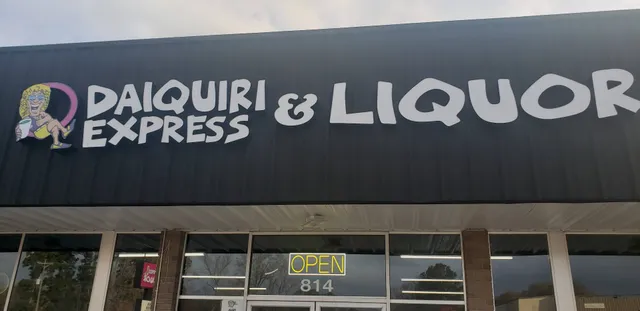 DAIQUIRI
EXPRESS
& LIQUOR
OPEN
814